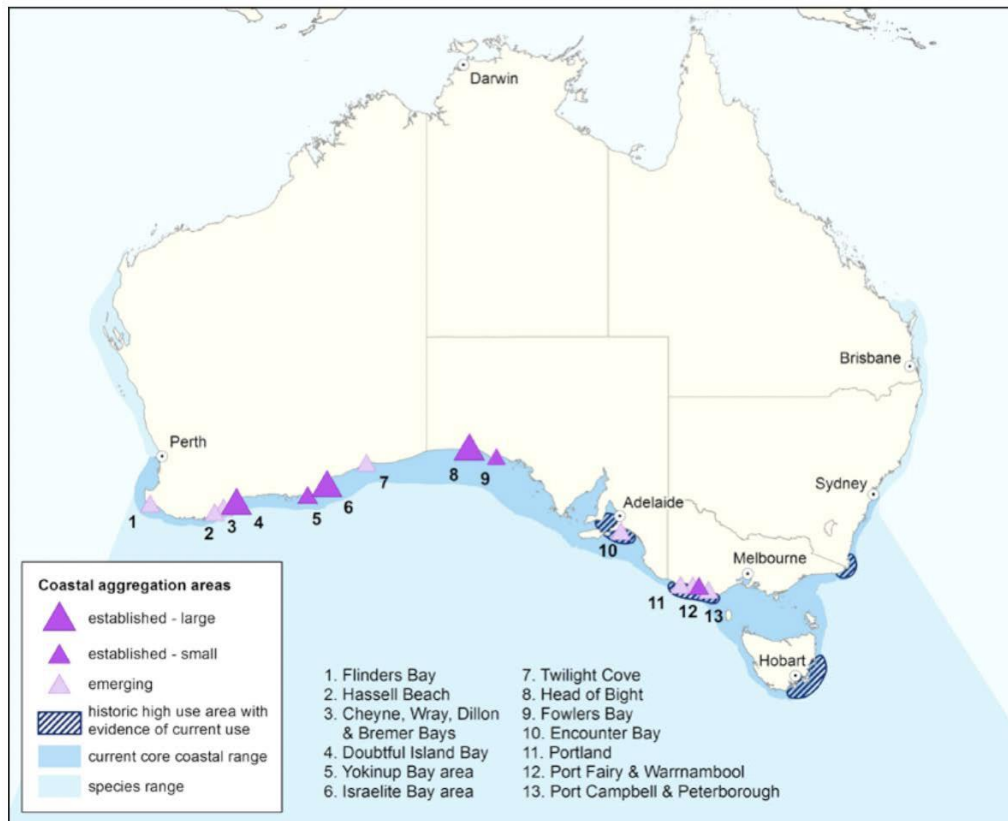 Darwin
Brisbane
Perth
Sydney
Adelaide
Melbourne
Hobart
1
2
3
4
5
6
7
8
9
10
11
12
13
Coastal aggregation areas
established - large
established - small
emerging
historic high use area with
evidence of current use
current core coastal range
species range
1. Flinders Bay
2. Hassell Beach
3. Cheyne, Wray, Dillon
& Bremer Bays
4. Doubtful Island Bay
5. Yokinup Bay area
6. Israelite Bay area
7. Twilight Cove
8. Head of Bight
9. Fowlers Bay
10. Encounter Bay
11. Portland
12. Port Fairy & Warrnambool
13. Port Campbell & Peterborough